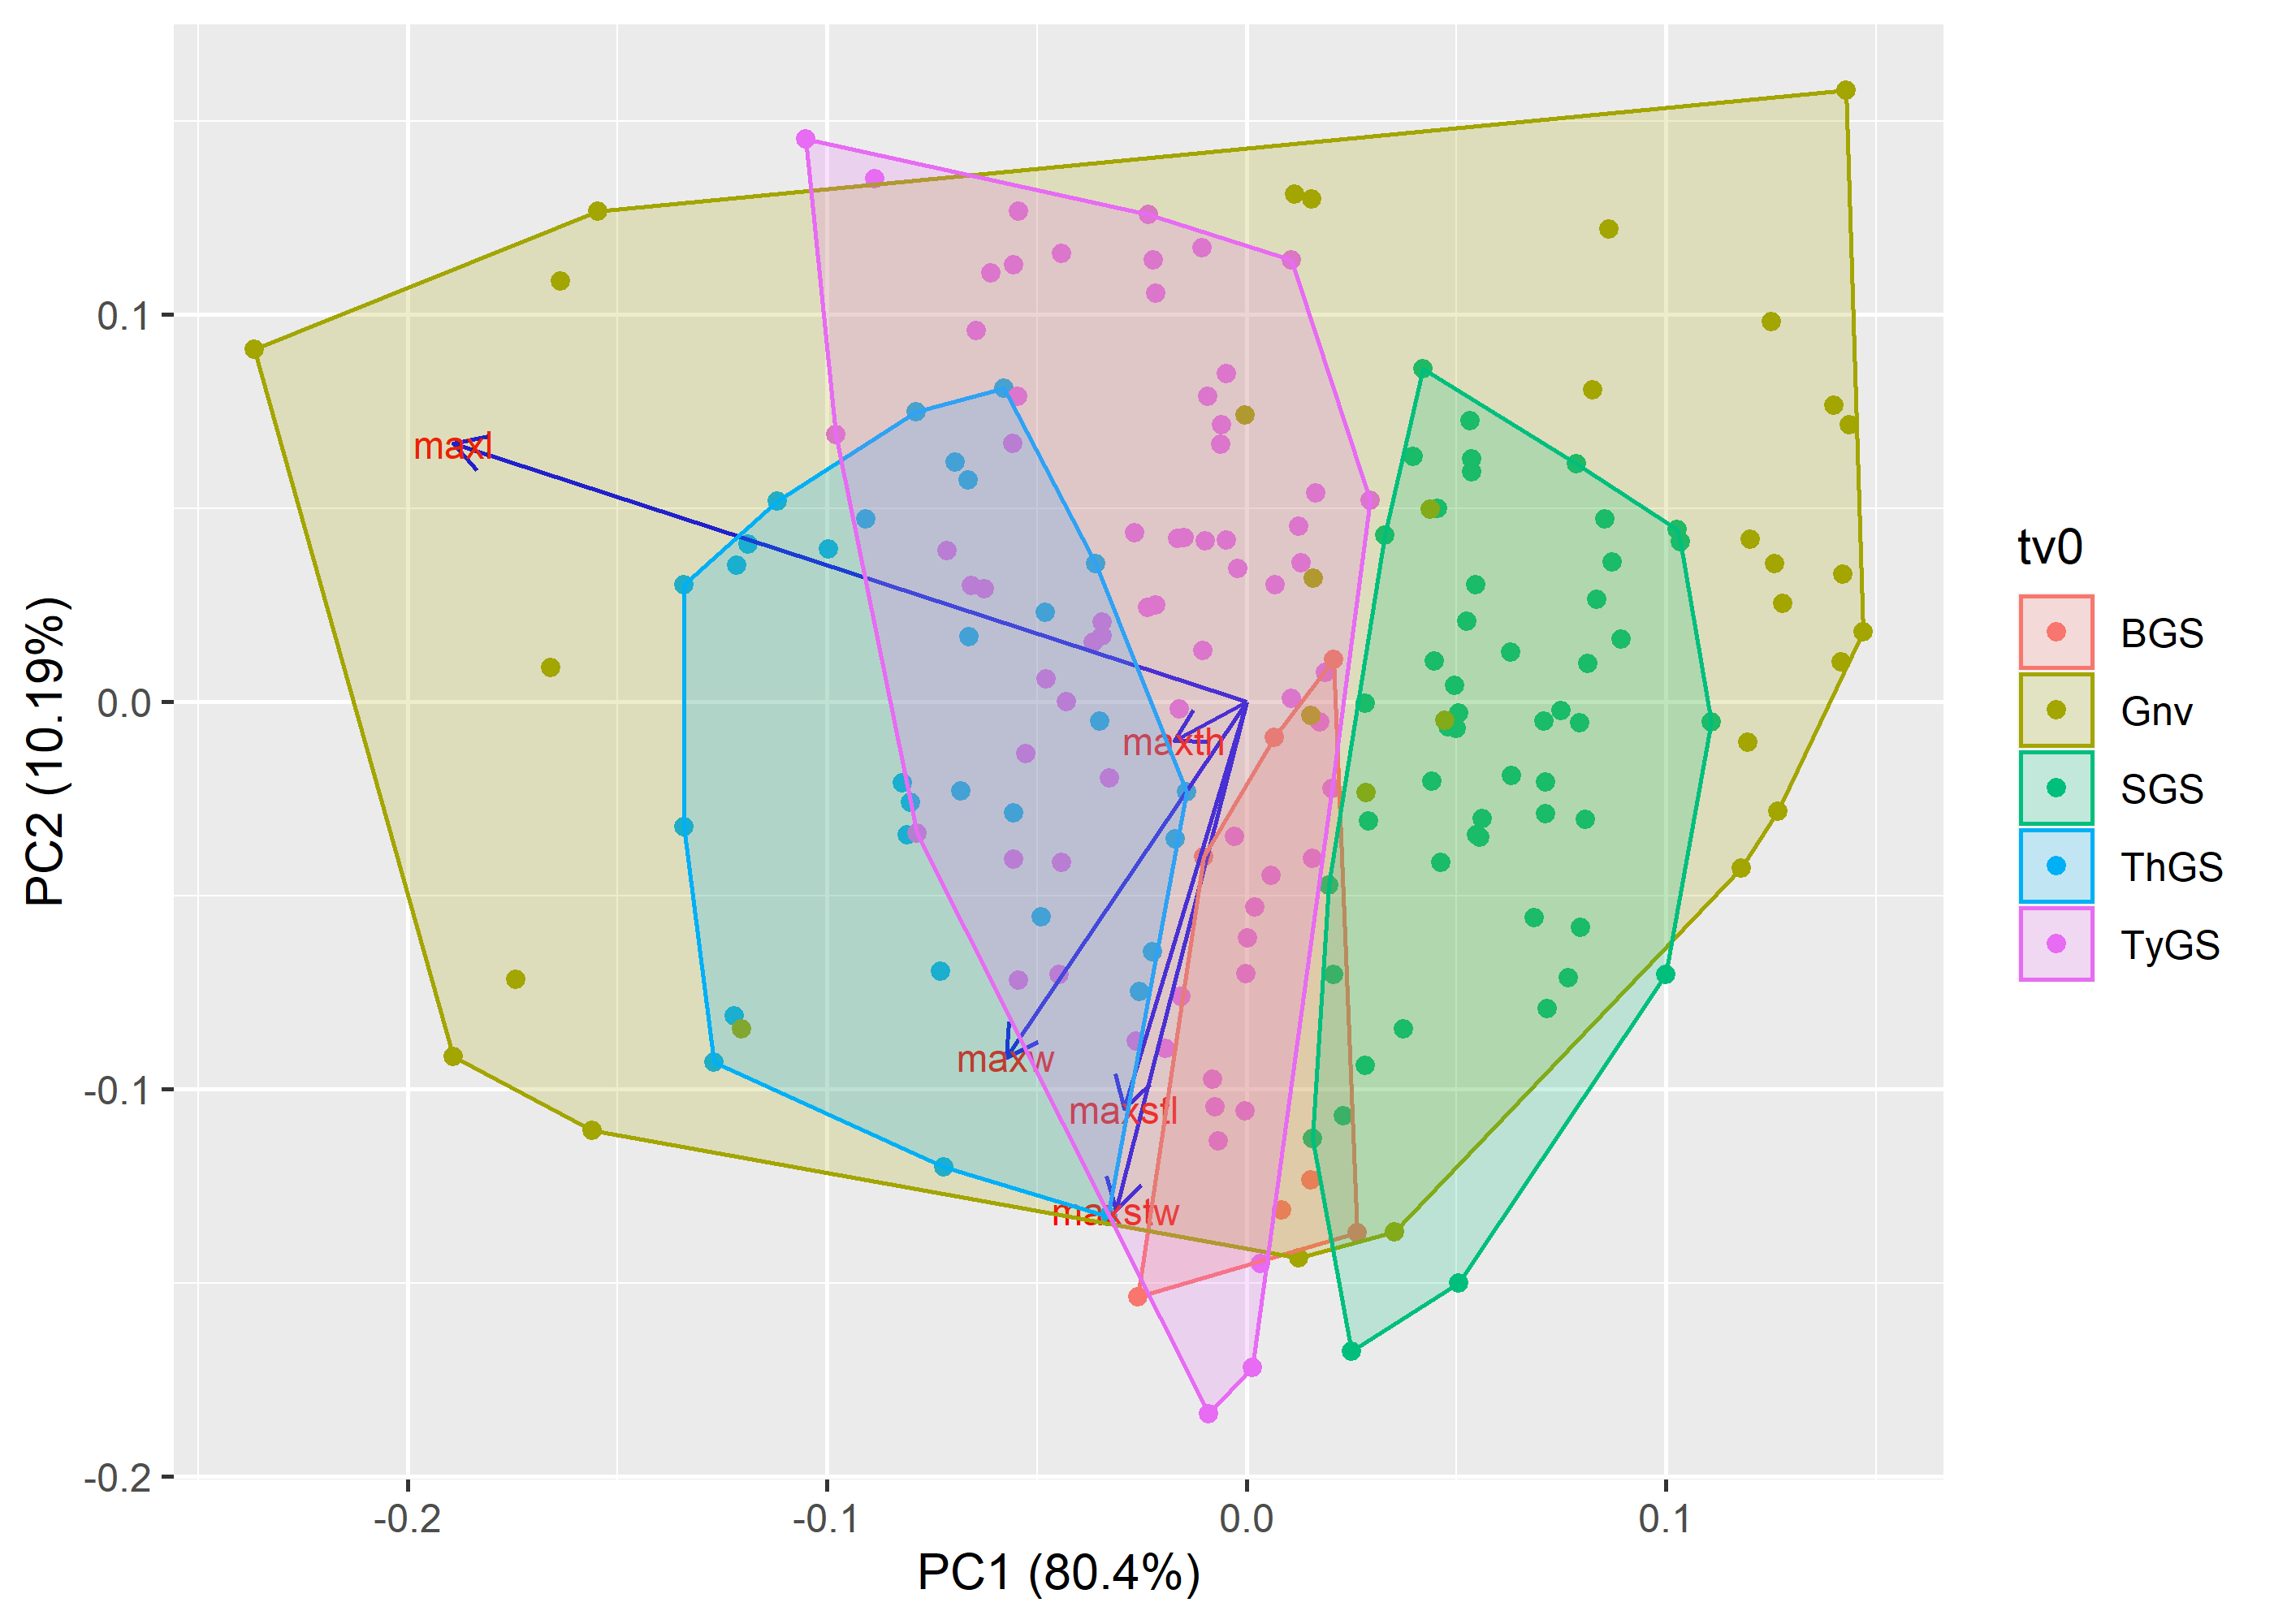 0.1
0.0
-0.1
-0.2
PC2 (10.19%)
maxl
maxth
maxw
maxstl
maxstw
-0.2
-0.1
0.0
0.1
PC1 (80.4%)
tv0
BGS
Gnv
SGS
ThGS
TyGS